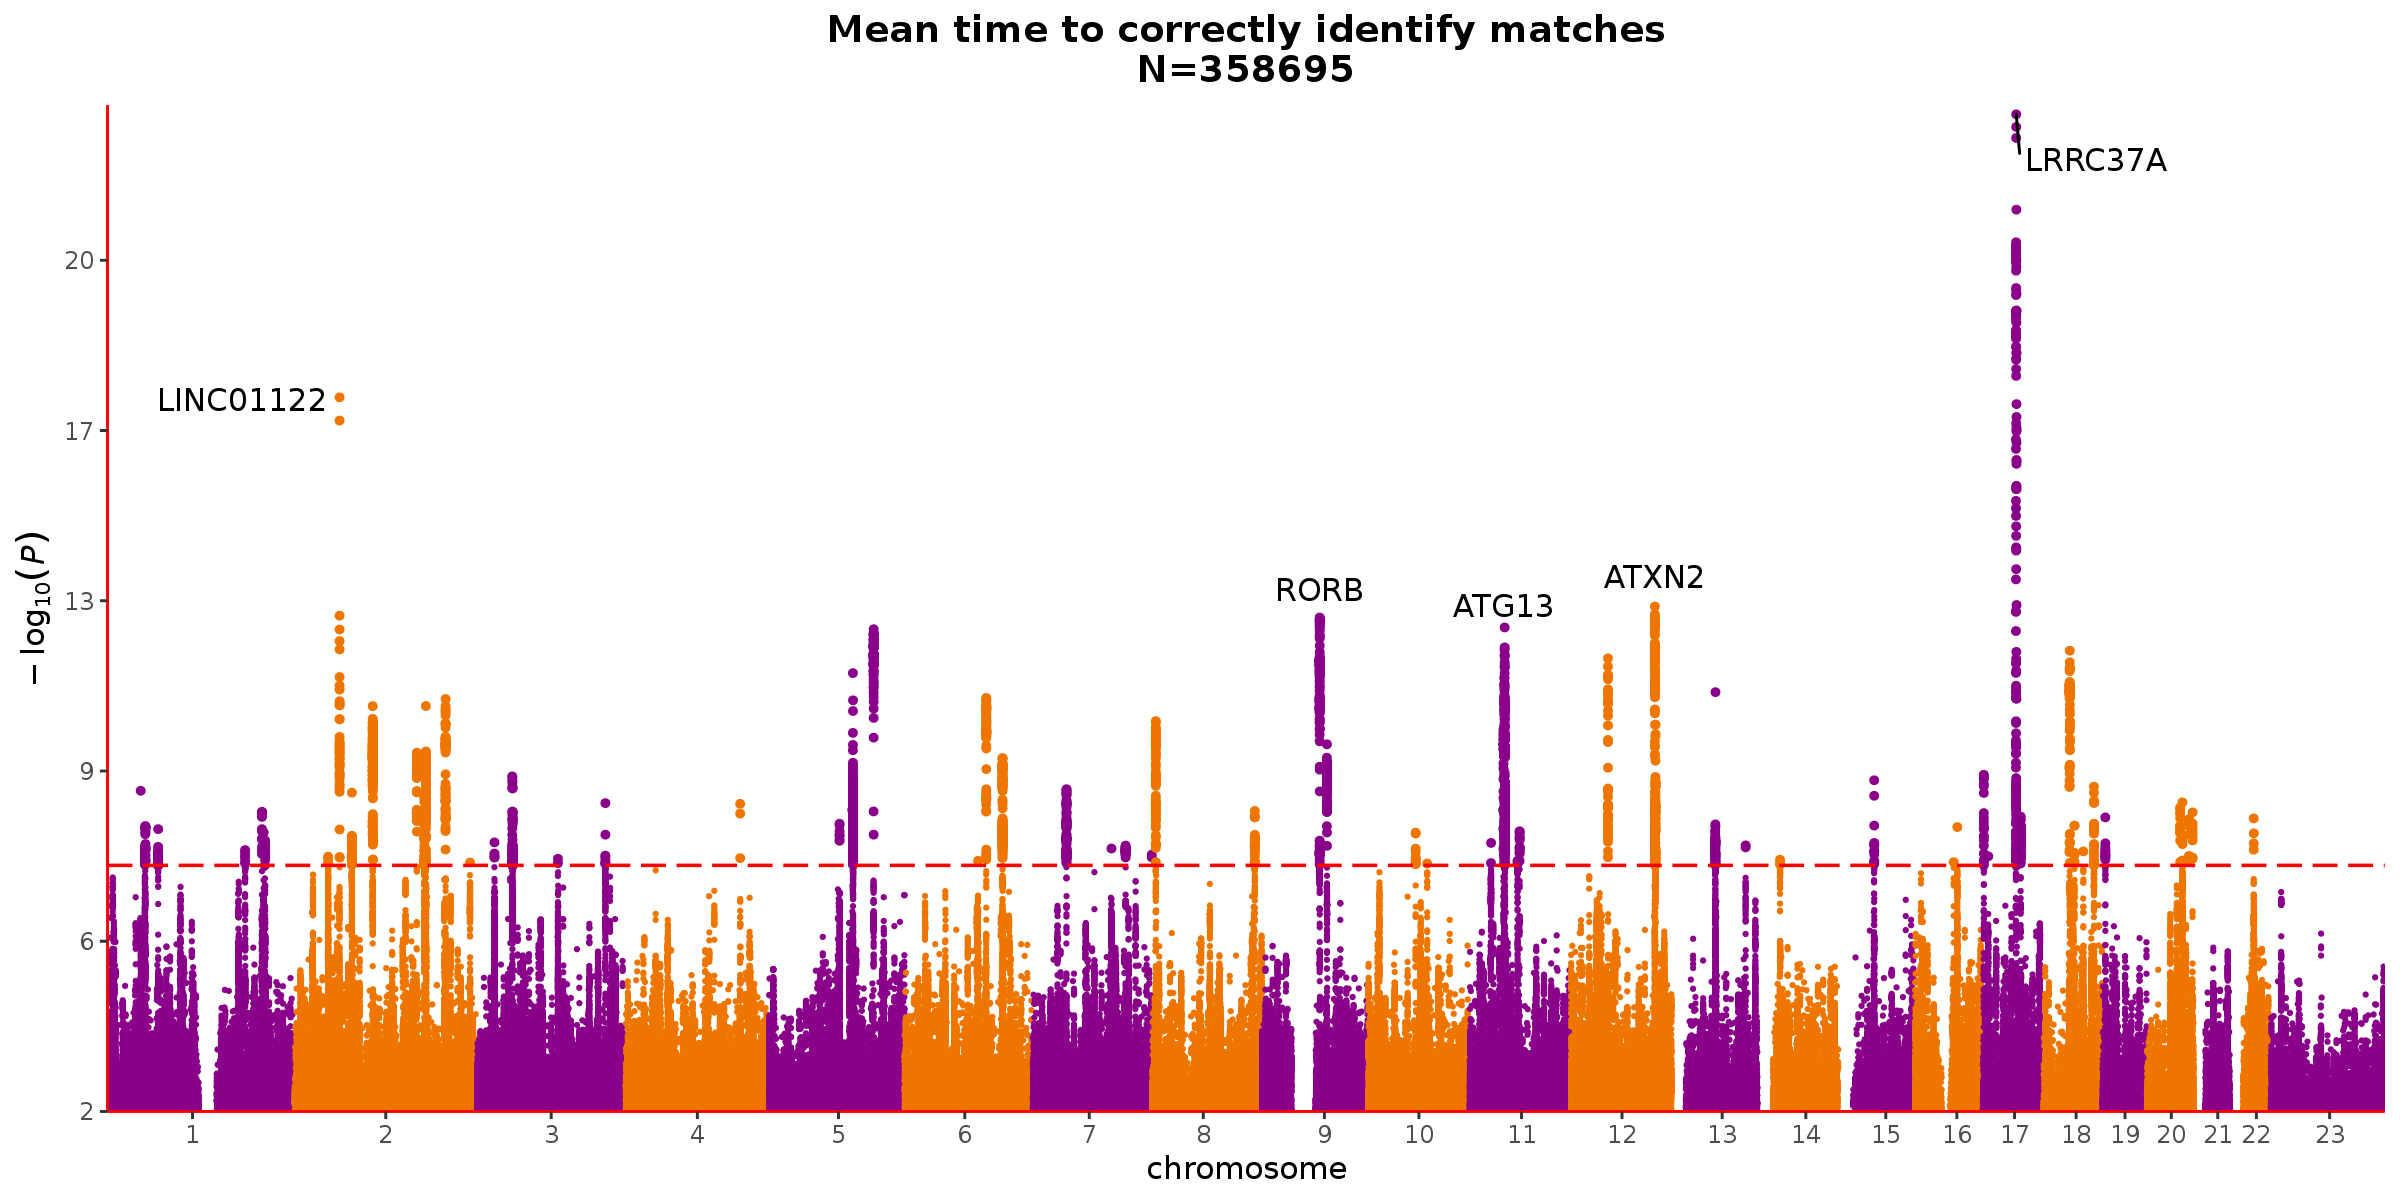 Mean time to correctly identify matches
N=358695
LRRC37A
20
LINC01122
17
−log₁₀(P)
13
RORB
ATG13
ATXN2
9
6
2
1 2 3 4 5 6 7 8 9 10 11 12 13 14 15 16 17 18 19 20 21 22 23
chromosome